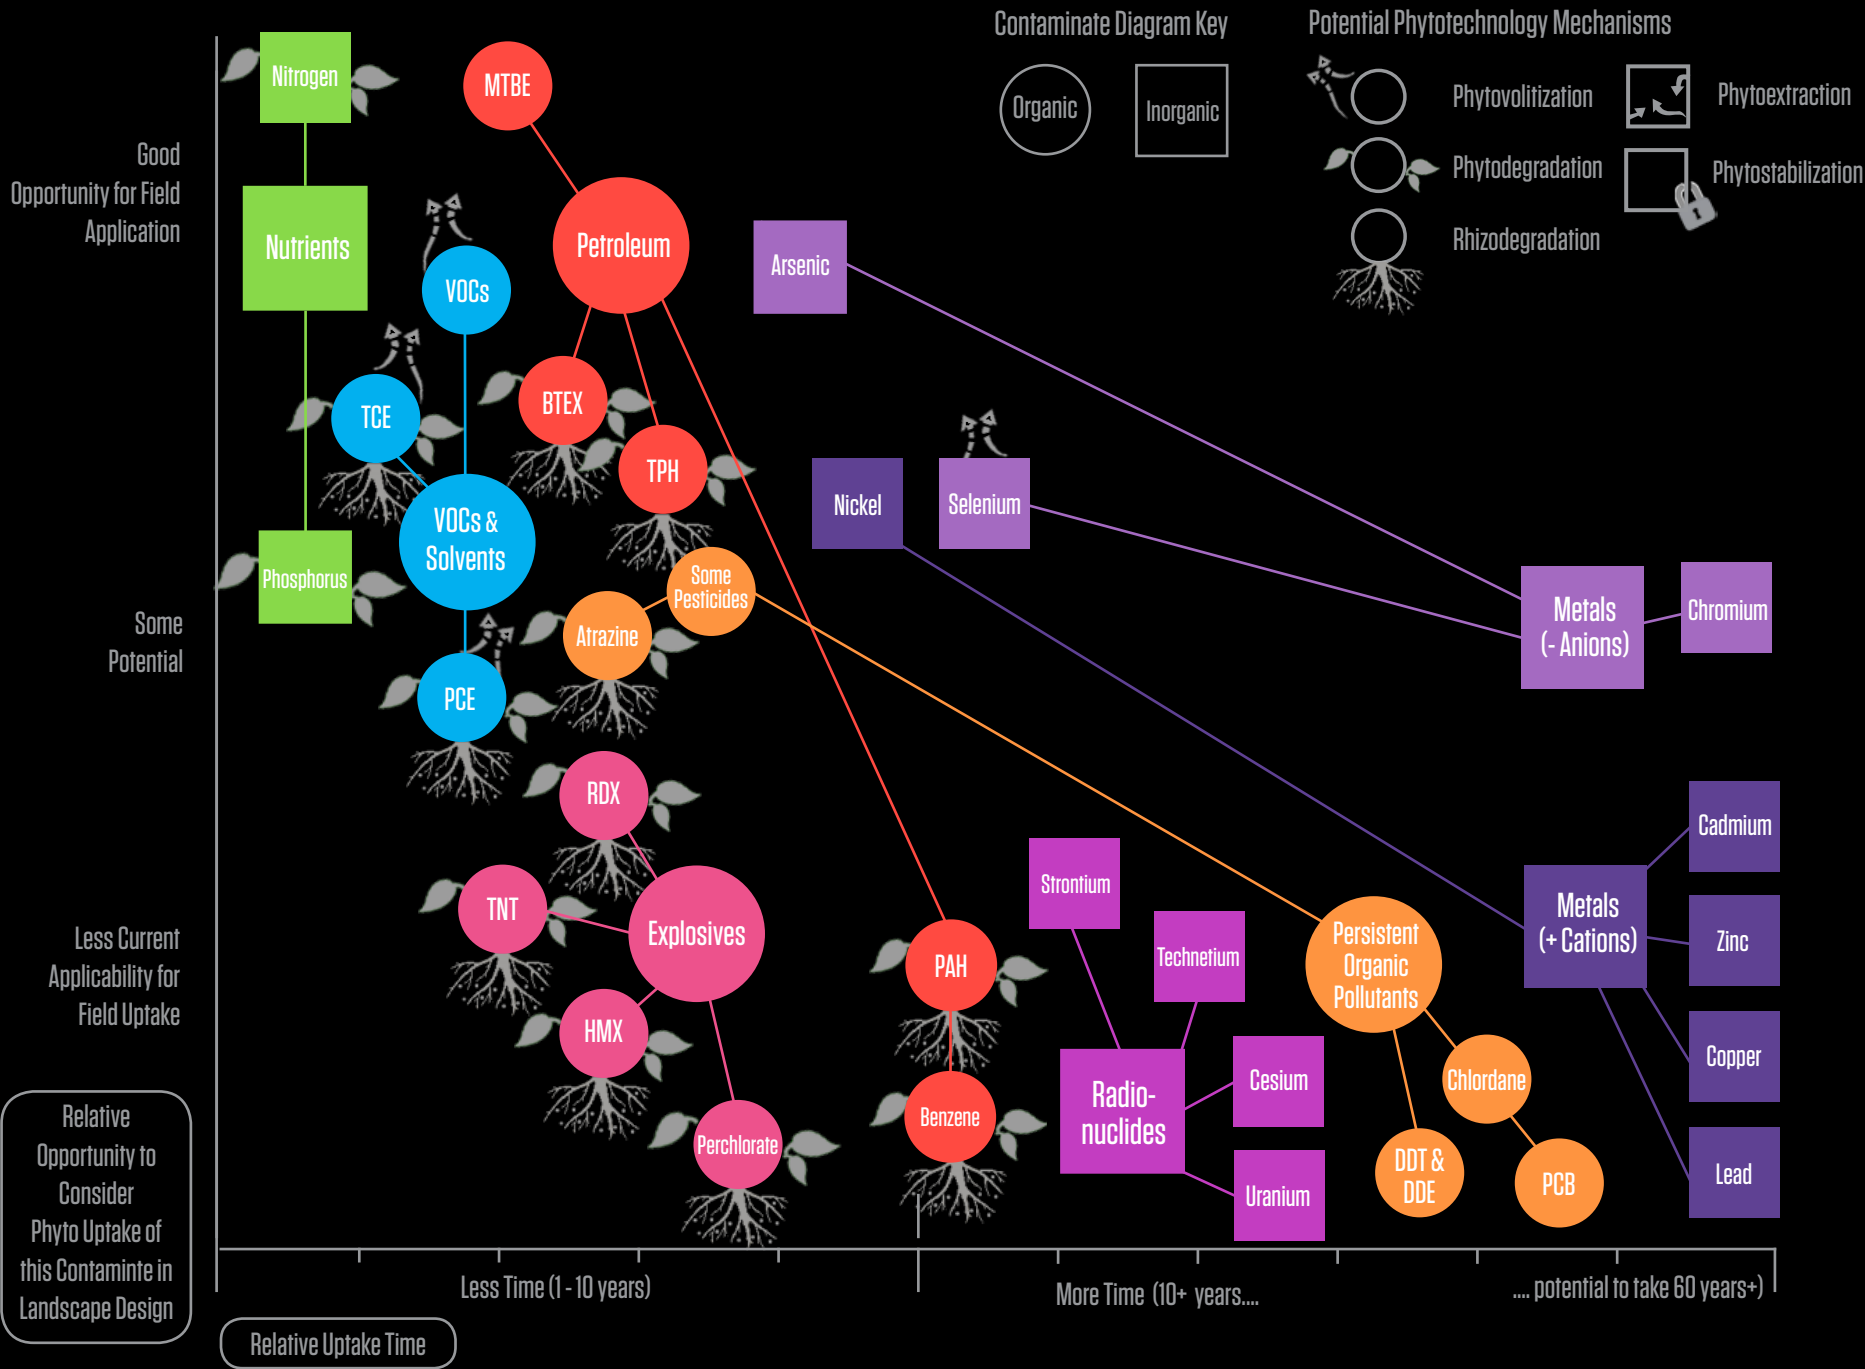 Contaminate Diagram Key
Organic
Inorganic
Potential Phytotechnology Mechanisms
Phytovolitization
Phytodegradation
Rhizodegradation
Phytoextraction
Phytostabilization
Good
Opportunity for Field
Application
Some
Potential
Less Current
Applicability for
Field Uptake
Relative
Opportunity to
Consider
Phyto Uptake of
this Contaminte in
Landscape Design
Nitrogen
Nutrients
Phosphorus
MTBE
Petroleum
BTEX
TPH
PAH
Benzene
VOCs
TCE
VOCs &
Solvents
PCE
Some
Pesticides
Atrazine
RDX
TNT
Explosives
HMX
Perchlorate
Arsenic
Nickel
Selenium
Metals
(- Anions)
Chromium
Strontium
Technetium
Radio-
nuclides
Cesium
Uranium
Persistent
Organic
Pollutants
Chlordane
DDT &
DDE
PCB
Metals
(+ Cations)
Cadmium
Zinc
Copper
Lead
Less Time (1 - 10 years)
More Time (10+ years....
.... potential to take 60 years+)
Relative Uptake Time